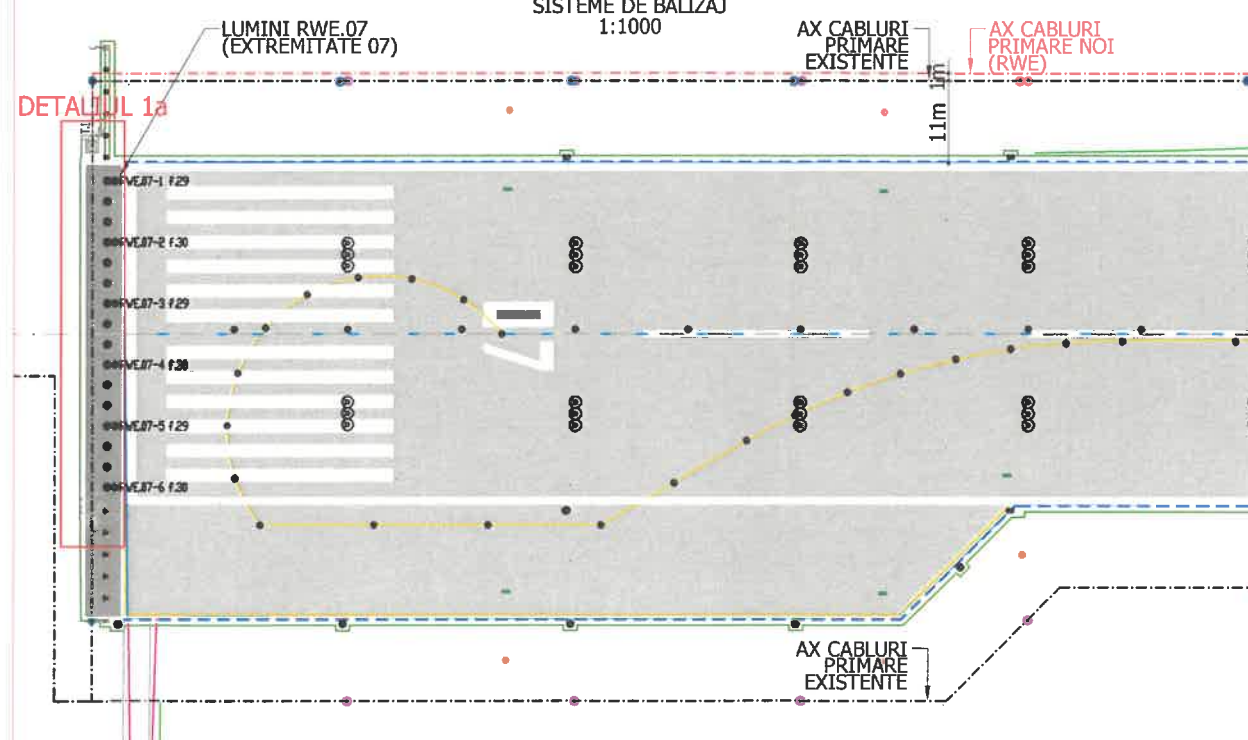 SISTEME DE BALIZAJ
1:1000
LUMINI RWE.07
(EXTREMITATE 07)
AX CABLURI
PRIMARE
EXISTENTE
AX CABLURI
PRIMARE NOI
(RWE)
DETALIUL 1a
11m 1m
RWE.07-1 f.29
RWE.07-2 f.30
RWE.07-3 f.29
07
RWE.07-4 f.30
RWE.07-5 f.29
RWE.07-6 f.30
AX CABLURI
PRIMARE
EXISTENTE